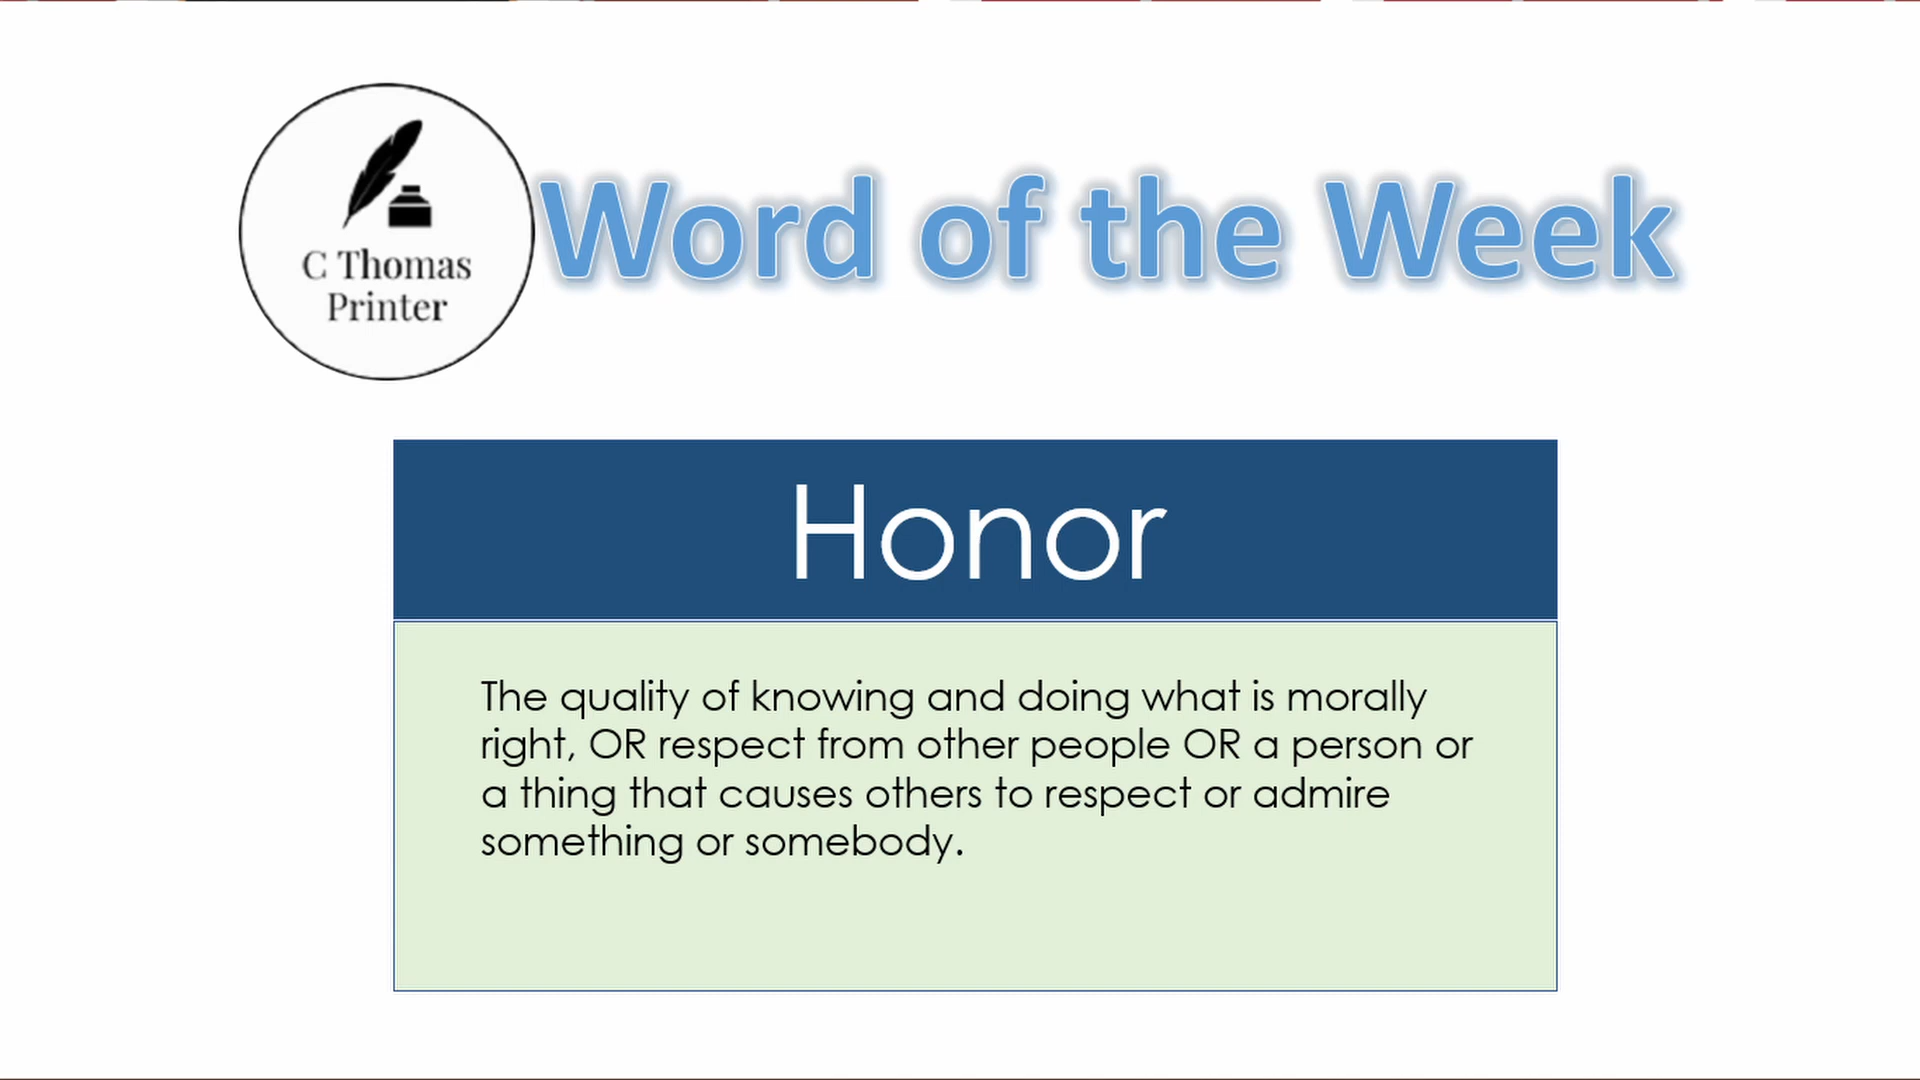 C Thomas
Printer
Word of the Week
Honor
The quality of knowing and doing what is morally
right, OR respect from other people OR a person or
a thing that causes others to respect or admire
something or somebody.